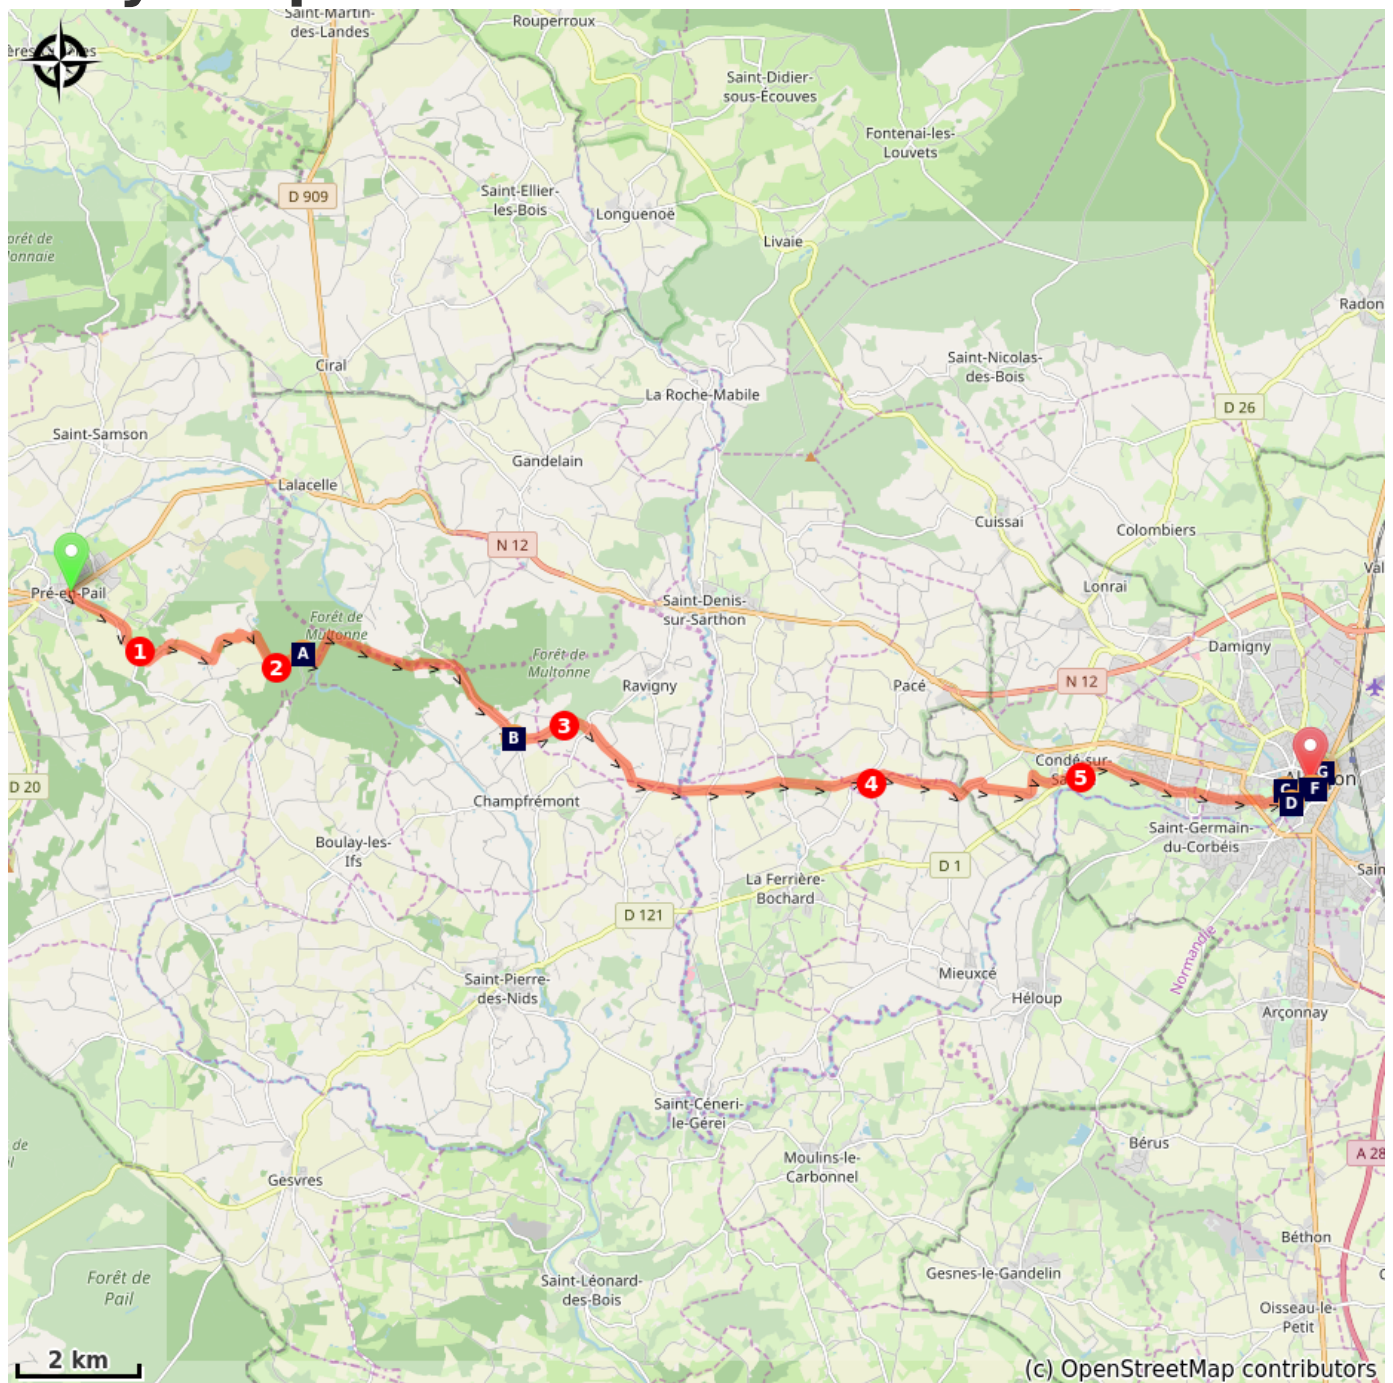 Saint-Martin-
des-Landes
Rouperroux
Saint-Didier-
sous-Écouves
Fontenai-les-
Louvets
D 909
Saint-Ellier-
les-Bois
Longuenoë
Livaie
Radon
Ciral
Saint-Nicolas-
des-Bois
La Roche-Mabile
D 26
Saint-Samson
Gandelain
Lalacelle
Cuissai
Colombiers
N 12
Pré-en-Pail
Lonrai
Saint-Denis-
sur-Sarthon
Forêt de
Multonne
Damigny
1
2
A
Forêt de
Multonne
Ravigny
Pacé
N 12
B
3
D 20
Condé-sur-
4
5
G
F
D
Champfrémont
Saint-Germain-
du-Corbéis
Boulay-les-
Ifs
La Ferrière-
Bochard
D 1
D 121
Normandie
Saint-Pierre-
des-Nids
Mieuxcé
Héloup
Arçonnay
Saint-Céneri-
le-Gérei
Bérus
A 28
Moulins-le-
Carbonnel
Gesvres
Béthon
Forêt de
Pail
Saint-Léonard-
des-Bois
Gesnes-le-Gandelin
Oisseau-le-
Petit
2 km
(c) OpenStreetMap contributors